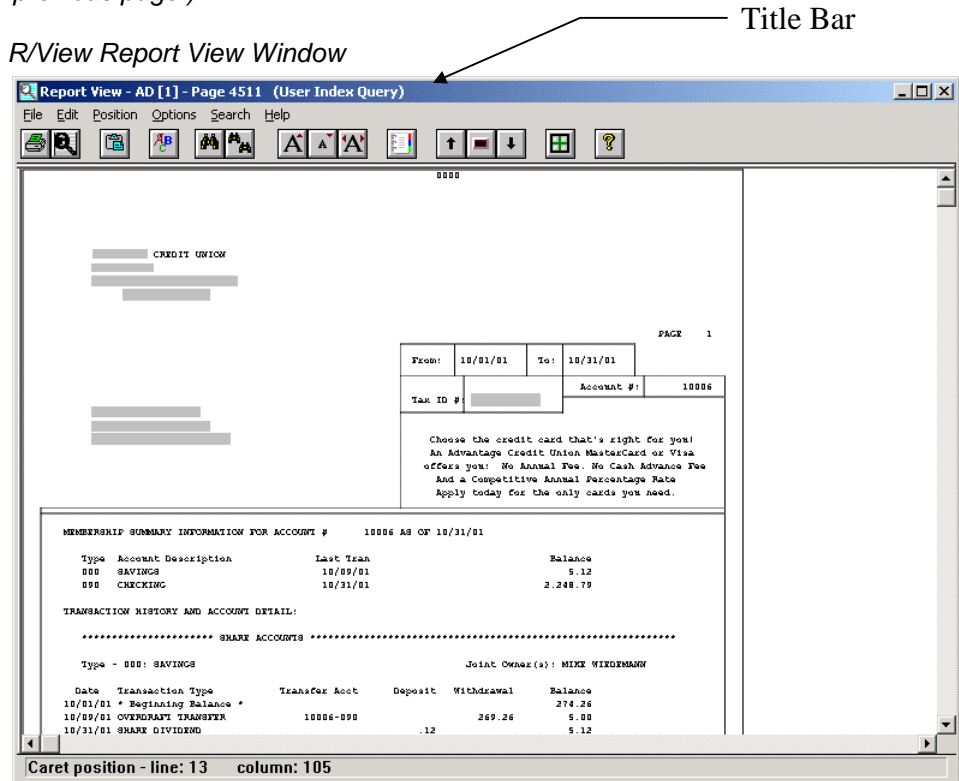 previous page.)
Title Bar
R/View Report View Window
Report View - AD [1] - Page 4511 (User Index Query)
File Edit Position Options Search Help
0000
CREDIT UNION
PAGE 1
From: 10/01/01 To: 10/31/01
Account #: 10006
Tax ID #:
Choose the credit card that's right for you!
An Advantage Credit Union MasterCard or Visa
offers you: No Annual Fee. No Cash Advance Fee
And a Competitive Annual Percentage Rate
Apply today for the only cards you need.
MEMBERSHIP SUMMARY INFORMATION FOR ACCOUNT # 10006 AS OF 10/31/01
Type Account Description Last Tran Balance
000 SAVINGS 10/09/01 5.12
090 CHECKING 10/31/01 2.248.79
TRANSACTION HISTORY AND ACCOUNT DETAIL:
********************** SHARE ACCOUNTS *************************************************************
Type - 000: SAVINGS Joint Owner(s): MIKE WIEDEMANN
Date Transaction Type Transfer Acct Deposit Withdrawal Balance
10/01/01 * Beginning Balance * 274.26
10/09/01 OVERDRAFT TRANSFER 10006-090 269.26 5.00
10/31/01 SHARE DIVIDEND .12 5.12
Caret position - line: 13 column: 105